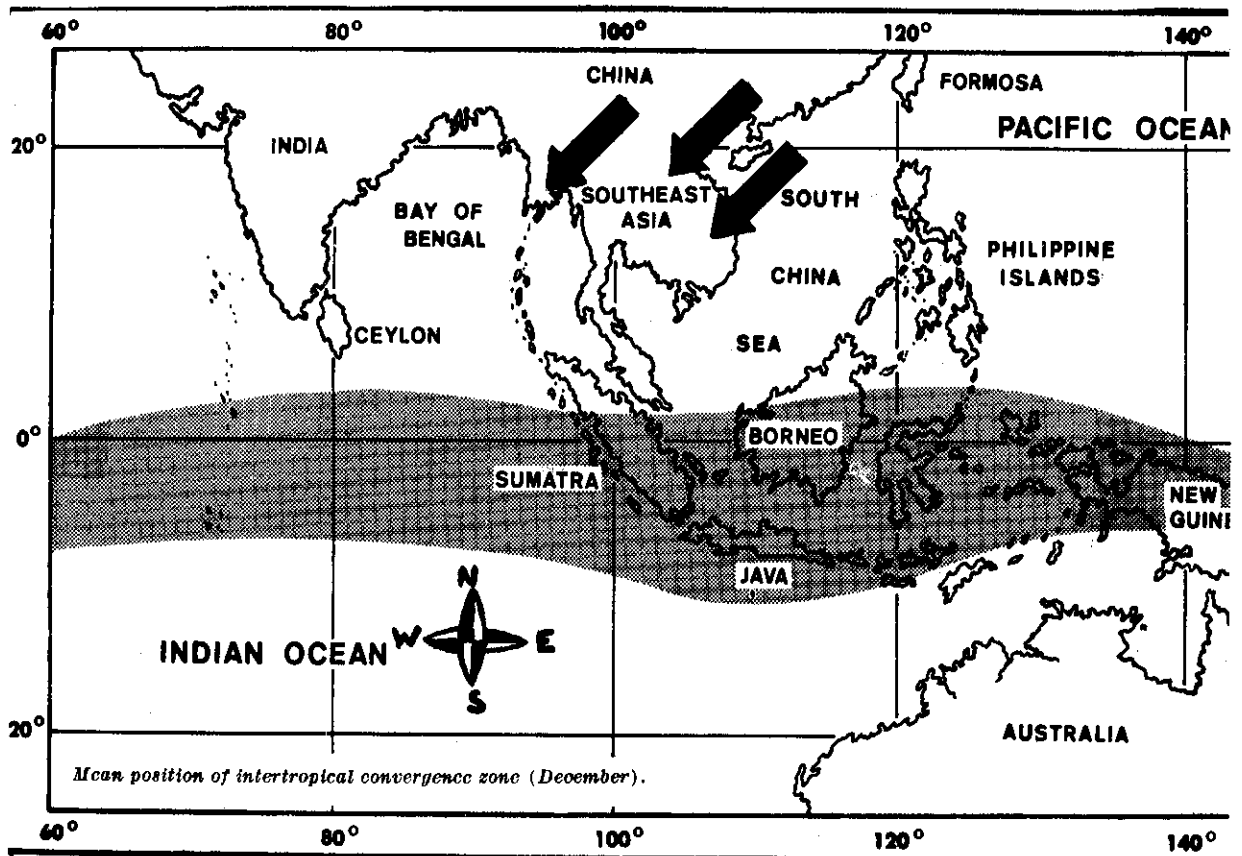 60° 80° 100° 120° 140°
CHINA
FORMOSA
PACIFIC OCEAN
20°
INDIA
SOUTHEAST
ASIA
SOUTH
BAY OF
BENGAL
PHILIPPINE
ISLANDS
CHINA
CEYLON
SEA
0°
BORNEO
SUMATRA
NEW
GUINE
JAVA
N
W E
S
INDIAN OCEAN
20°
AUSTRALIA
Mean position of intertropical convergence zone (December).
60° 80° 100° 120° 140°